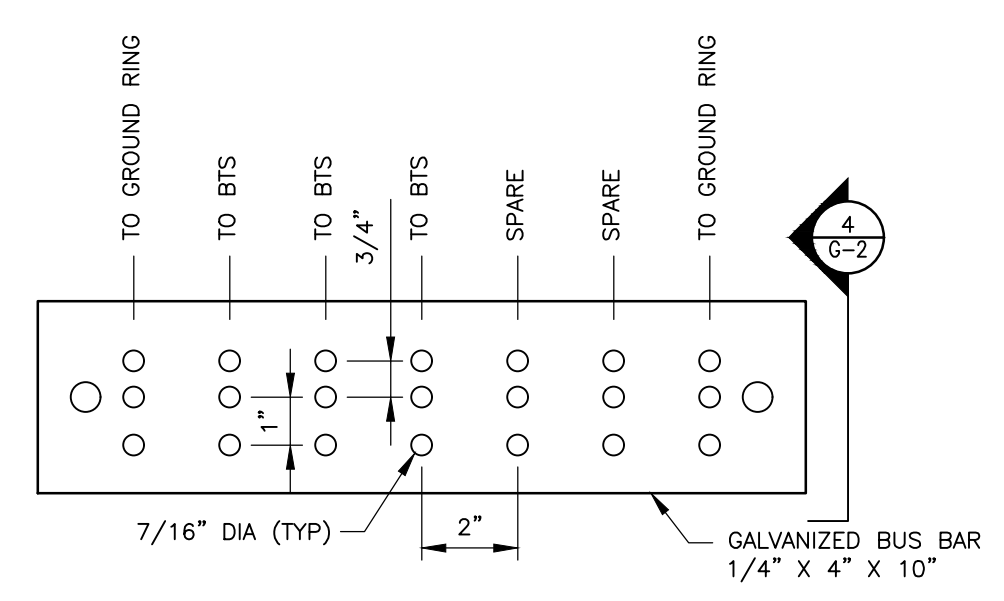 TO GROUND RING
TO BTS
TO BTS
3/4"
TO BTS
SPARE
SPARE
TO GROUND RING
4
G-2
1"
7/16" DIA (TYP)
2"
GALVANIZED BUS BAR
1/4" X 4" X 10"